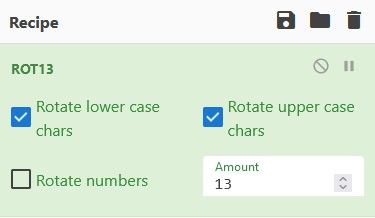 Recipe
ROT13
Rotate lower case
chars
Rotate upper case
chars
Rotate numbers
Amount
13